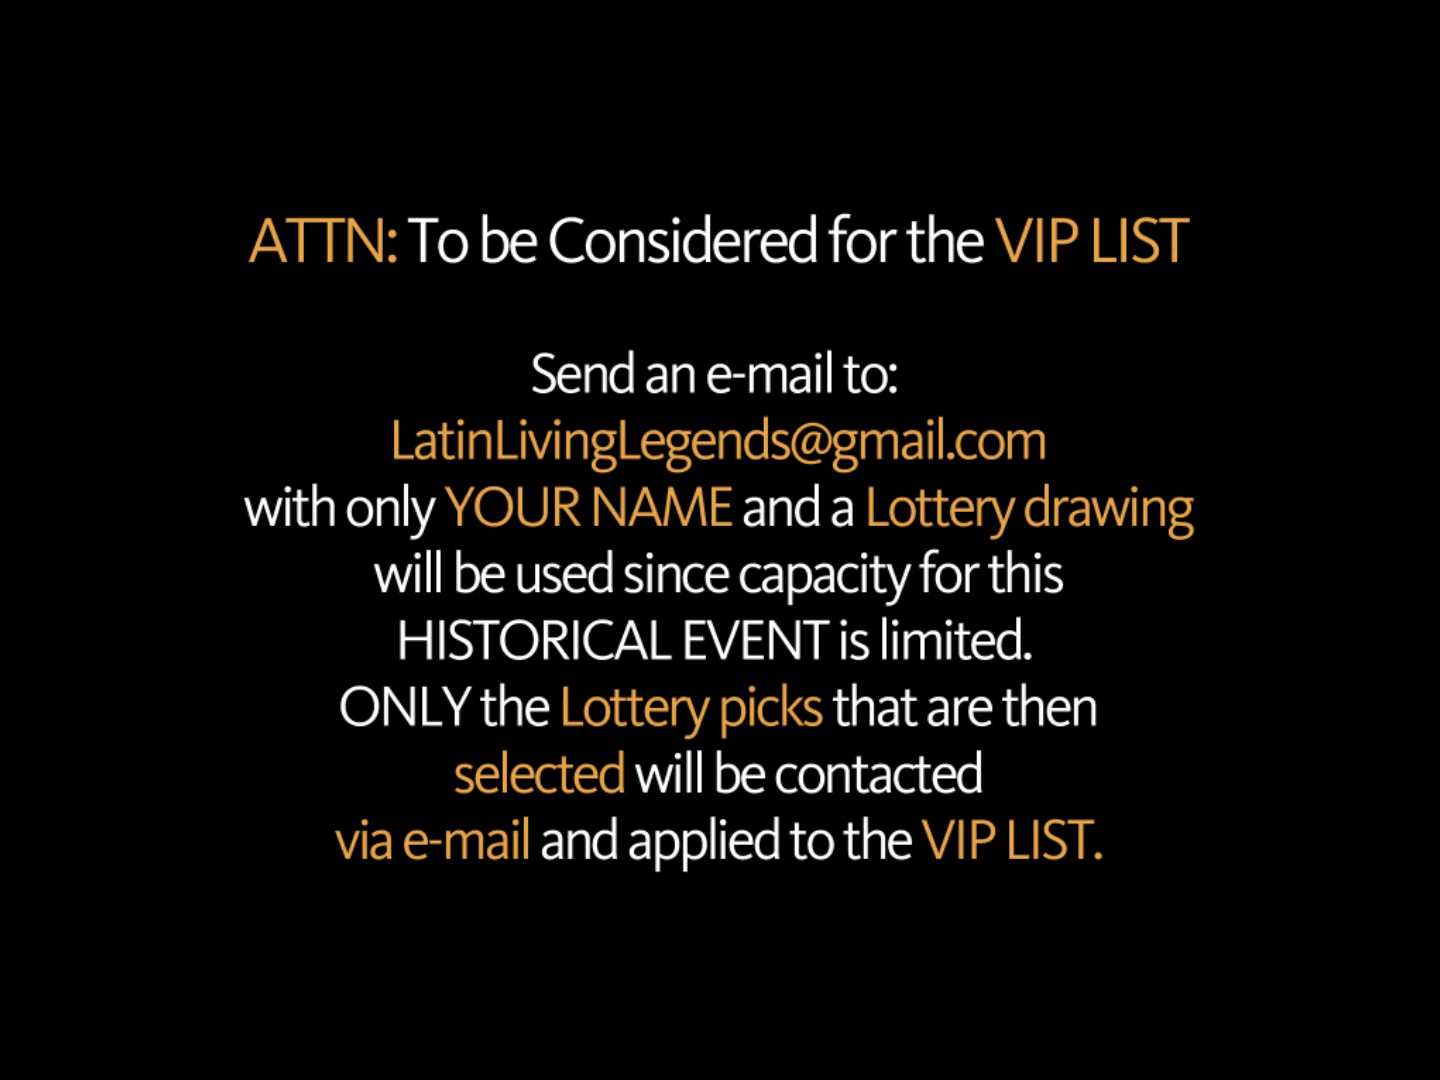 ATTN: To be Considered for the VIP LIST
Send an e-mail to:
LatinLivingLegends@gmail.com
with only YOUR NAME and a Lottery drawing
will be used since capacity for this
HISTORICAL EVENT is limited.
ONLY the Lottery picks that are then
selected will be contacted
via e-mail and applied to the VIP LIST.